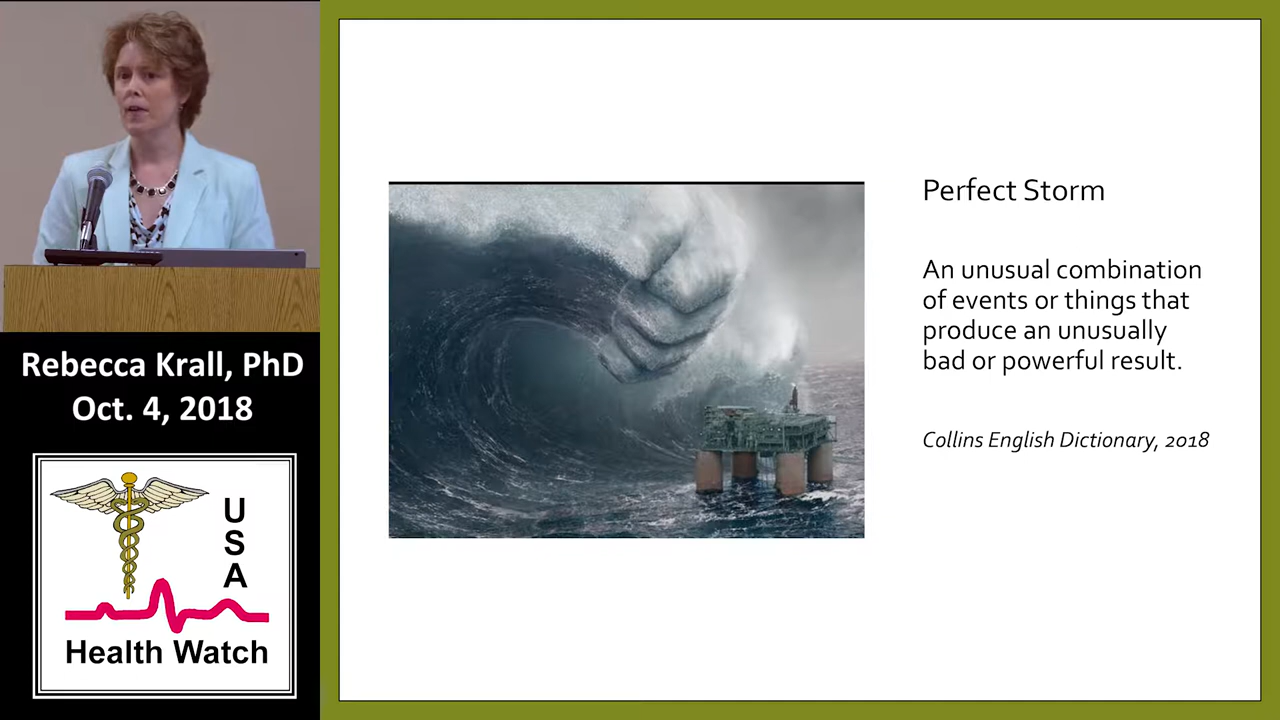 Rebecca Krall, PhD
Oct. 4, 2018
U
S
A
Health Watch
Perfect Storm
An unusual combination
of events or things that
produce an unusually
bad or powerful result.
Collins English Dictionary, 2018